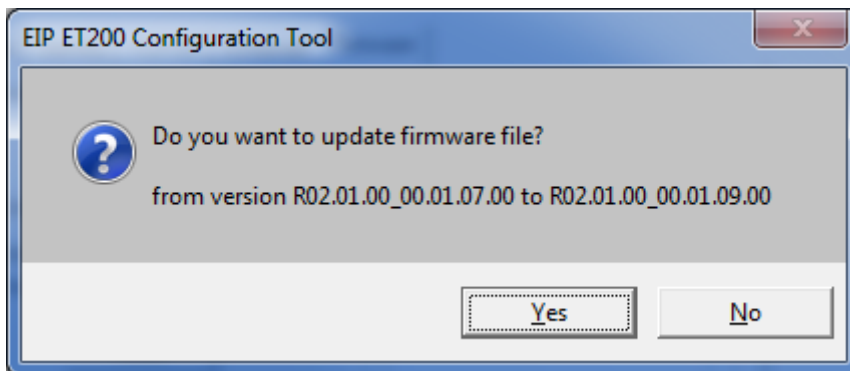 EIP ET200 Configuration Tool
Do you want to update firmware file?
from version R02.01.00_00.01.07.00 to R02.01.00_00.01.09.00
Yes
No